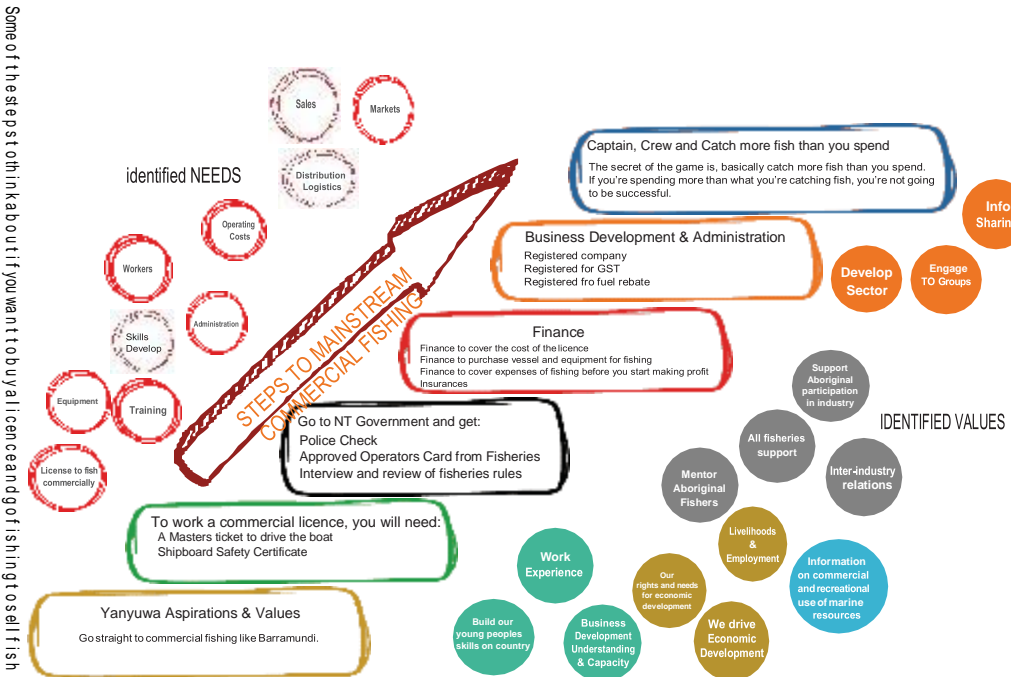 Some of the steps to think about if you want to buy a licence and go fishing to sell fish
identified NEEDS
Sales
Markets
Distribution
Logistics
Operating
Costs
Workers
Administration
Skills
Develop
Equipment
Training
License to fish
commercially
STEPS TO MAINSTREAM
COMMERCIAL FISHING
Captain, Crew and Catch more fish than you spend
The secret of the game is, basically catch more fish than you spend.
If you're spending more than what you're catching fish, you're not going
to be successful.
Business Development & Administration
Registered company
Registered for GST
Registered fro fuel rebate
Finance
Finance to cover the cost of the licence
Finance to purchase vessel and equipment for fishing
Finance to cover expenses of fishing before you start making profit
Insurances
Go to NT Government and get:
Police Check
Approved Operators Card from Fisheries
Interview and review of fisheries rules
To work a commercial licence, you will need:
A Masters ticket to drive the boat
Shipboard Safety Certificate
Yanyuwa Aspirations & Values
Go straight to commercial fishing like Barramundi.
Info
Sharin
Develop
Sector
Engage
TO Groups
IDENTIFIED VALUES
Support
Aboriginal
participation
in industry
All fisheries
support
Inter-industry
relations
Mentor
Aboriginal
Fishers
Livelihoods
&
Employment
Information
on commercial
and recreational
use of marine
resources
Our
rights and needs
for economic
development
We drive
Economic
Development
Work
Experience
Build our
young peoples
skills on country
Business
Development
Understanding
& Capacity